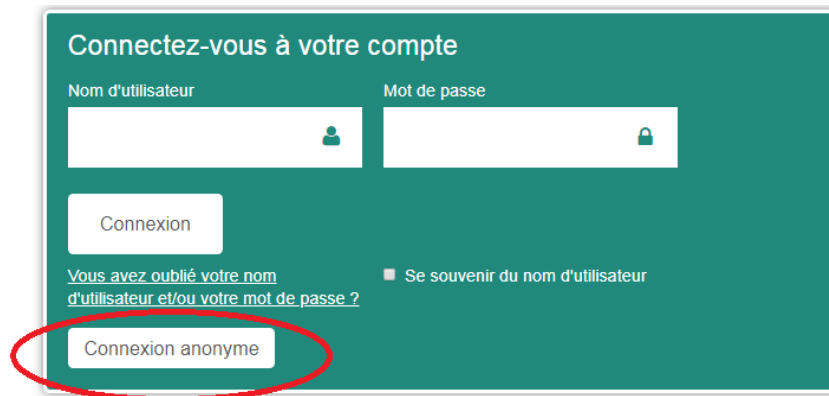 Connectez-vous à votre compte
Nom d'utilisateur
Mot de passe
Connexion
Vous avez oublié votre nom
d'utilisateur et/ou votre mot de passe ?
Se souvenir du nom d'utilisateur
Connexion anonyme